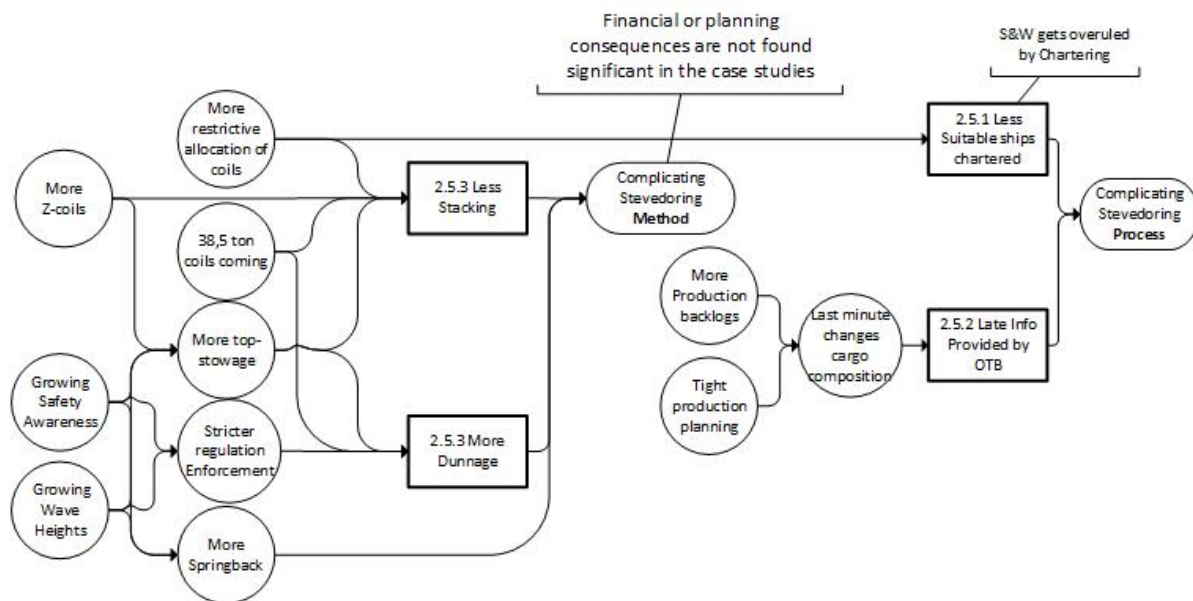 Financial or planning
consequences are not found
significant in the case studies
S&W gets overuled
by Chartering
More
restrictive
allocation of
coils
2.5.1 Less
Suitable ships
chartered
More
Z-coils
2.5.3 Less
Stacking
Complicating
Stevedoring
Method
Complicating
Stevedoring
Process
38,5 ton
coils coming
More
Production
backlogs
More top-
stowage
Last minute
changes
cargo
composition
2.5.2 Late Info
Provided by
OTB
Growing
Safety
Awareness
Tight
production
planning
Stricter
regulation
Enforcement
2.5.3 More
Dunnage
Growing
Wave
Heights
More
Springback